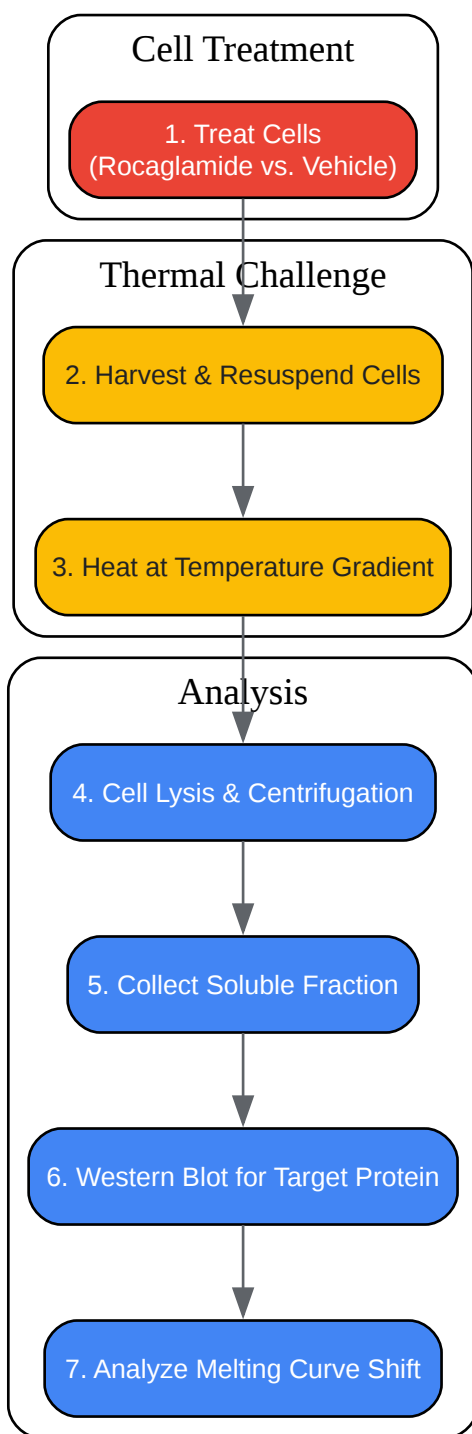 Cell Treatment
1. Treat Cells
(Rocaglamide vs. Vehicle)
Thermal Challenge
2. Harvest & Resuspend Cells
3. Heat at Temperature Gradient
Analysis
4. Cell Lysis & Centrifugation
5. Collect Soluble Fraction
6. Western Blot for Target Protein
7. Analyze Melting Curve Shift